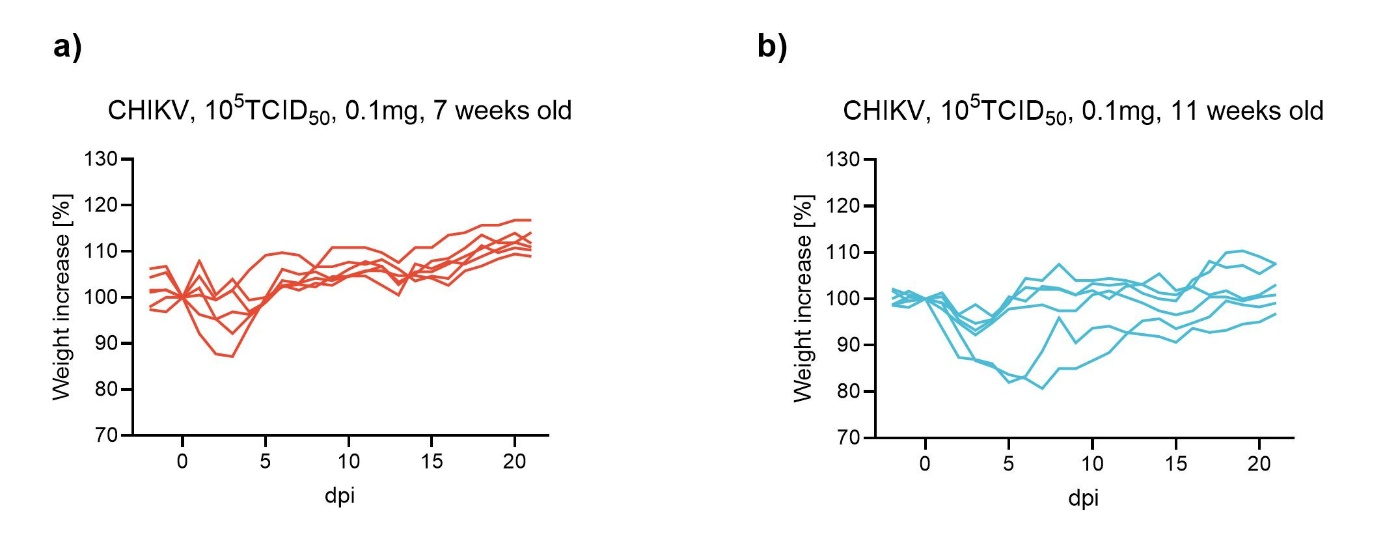 a)
CHIKV, 10⁵TCID₅₀, 0.1mg, 7 weeks old
130
120
110
100
90
80
70
Weight increase [%]
0 5 10 15 20
dpi
b)
CHIKV, 10⁵TCID₅₀, 0.1mg, 11 weeks old
130
120
110
100
90
80
70
Weight increase [%]
0 5 10 15 20
dpi